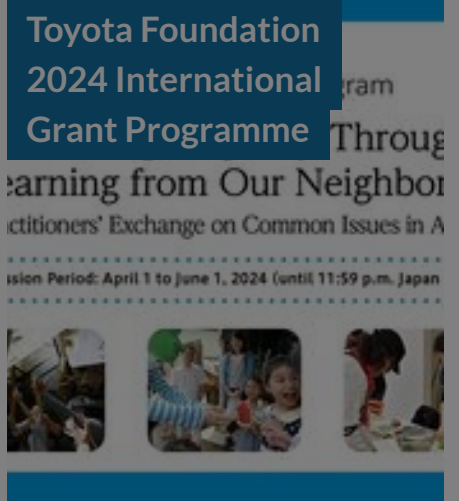 Toyota Foundation
2024 International
Grant Programme
gram
Throug
earning from Our Neighbor
ctitioners' Exchange on Common Issues in A
ssion Period: April 1 to June 1, 2024 (until 11:59 p.m. Japan